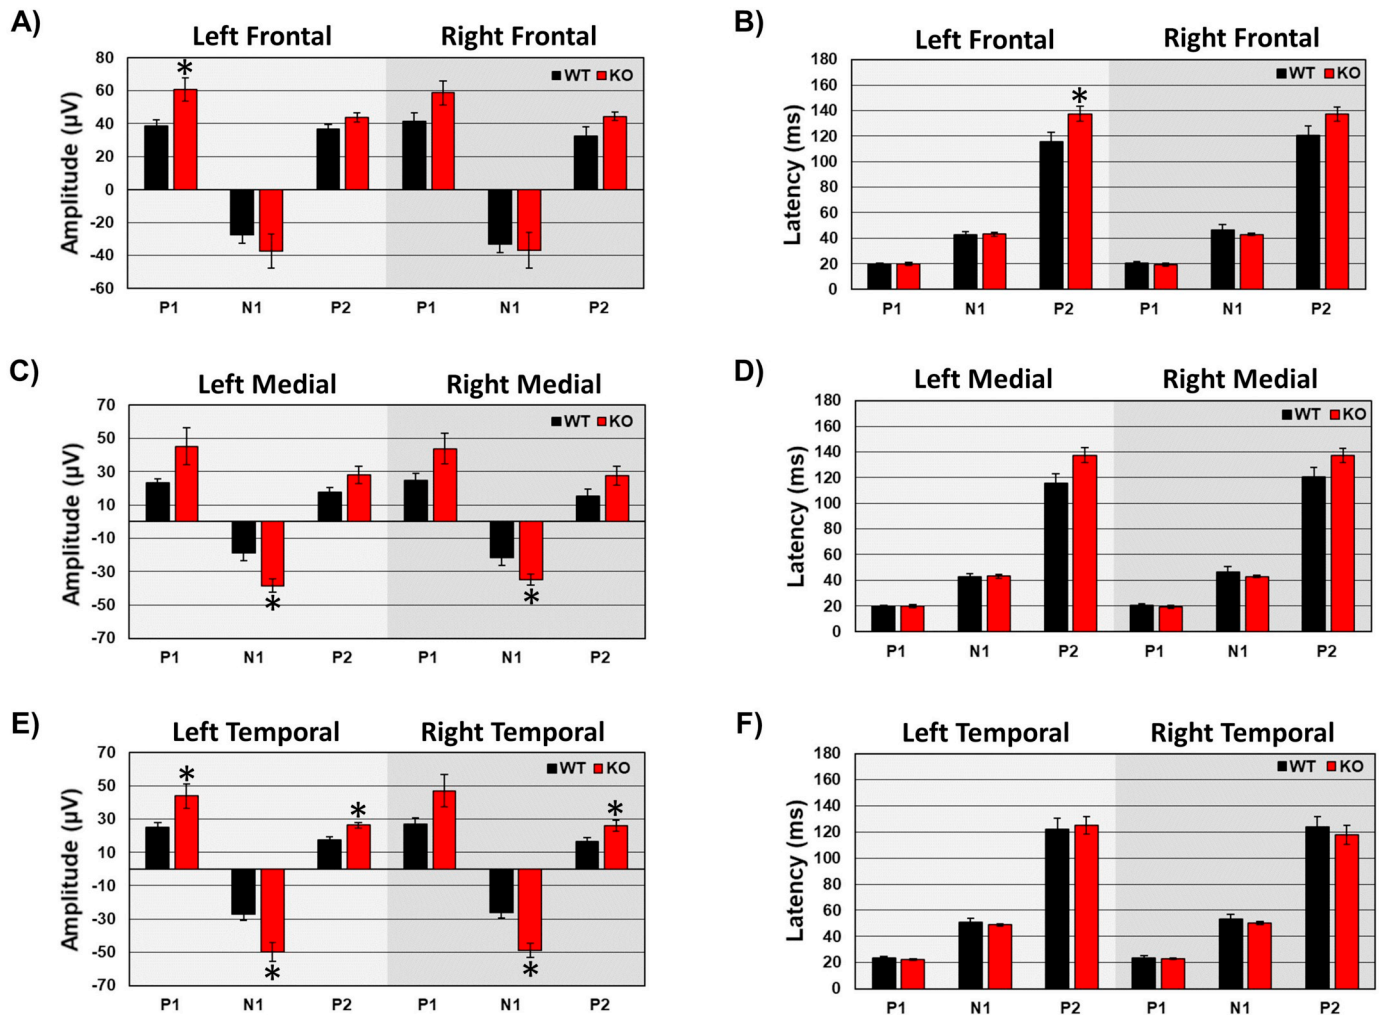 A)
Left Frontal Right Frontal
WT KO
Amplitude (µV)
80
60
40
20
0
-20
-40
-60
P1 N1 P2 P1 N1 P2
*
B)
Left Frontal Right Frontal
WT KO
Latency (ms)
180
160
140
120
100
80
60
40
20
0
P1 N1 P2 P1 N1 P2
*
C)
Left Medial Right Medial
WT KO
Amplitude (µV)
70
50
30
10
-10
-30
-50
-70
P1 N1 P2 P1 N1 P2
* *
D)
Left Medial Right Medial
WT KO
Latency (ms)
180
160
140
120
100
80
60
40
20
0
P1 N1 P2 P1 N1 P2
E)
Left Temporal Right Temporal
WT KO
Amplitude (µV)
70
50
30
10
-10
-30
-50
-70
P1 N1 P2 P1 N1 P2
* * *
* *
F)
Left Temporal Right Temporal
WT KO
Latency (ms)
180
160
140
120
100
80
60
40
20
0
P1 N1 P2 P1 N1 P2